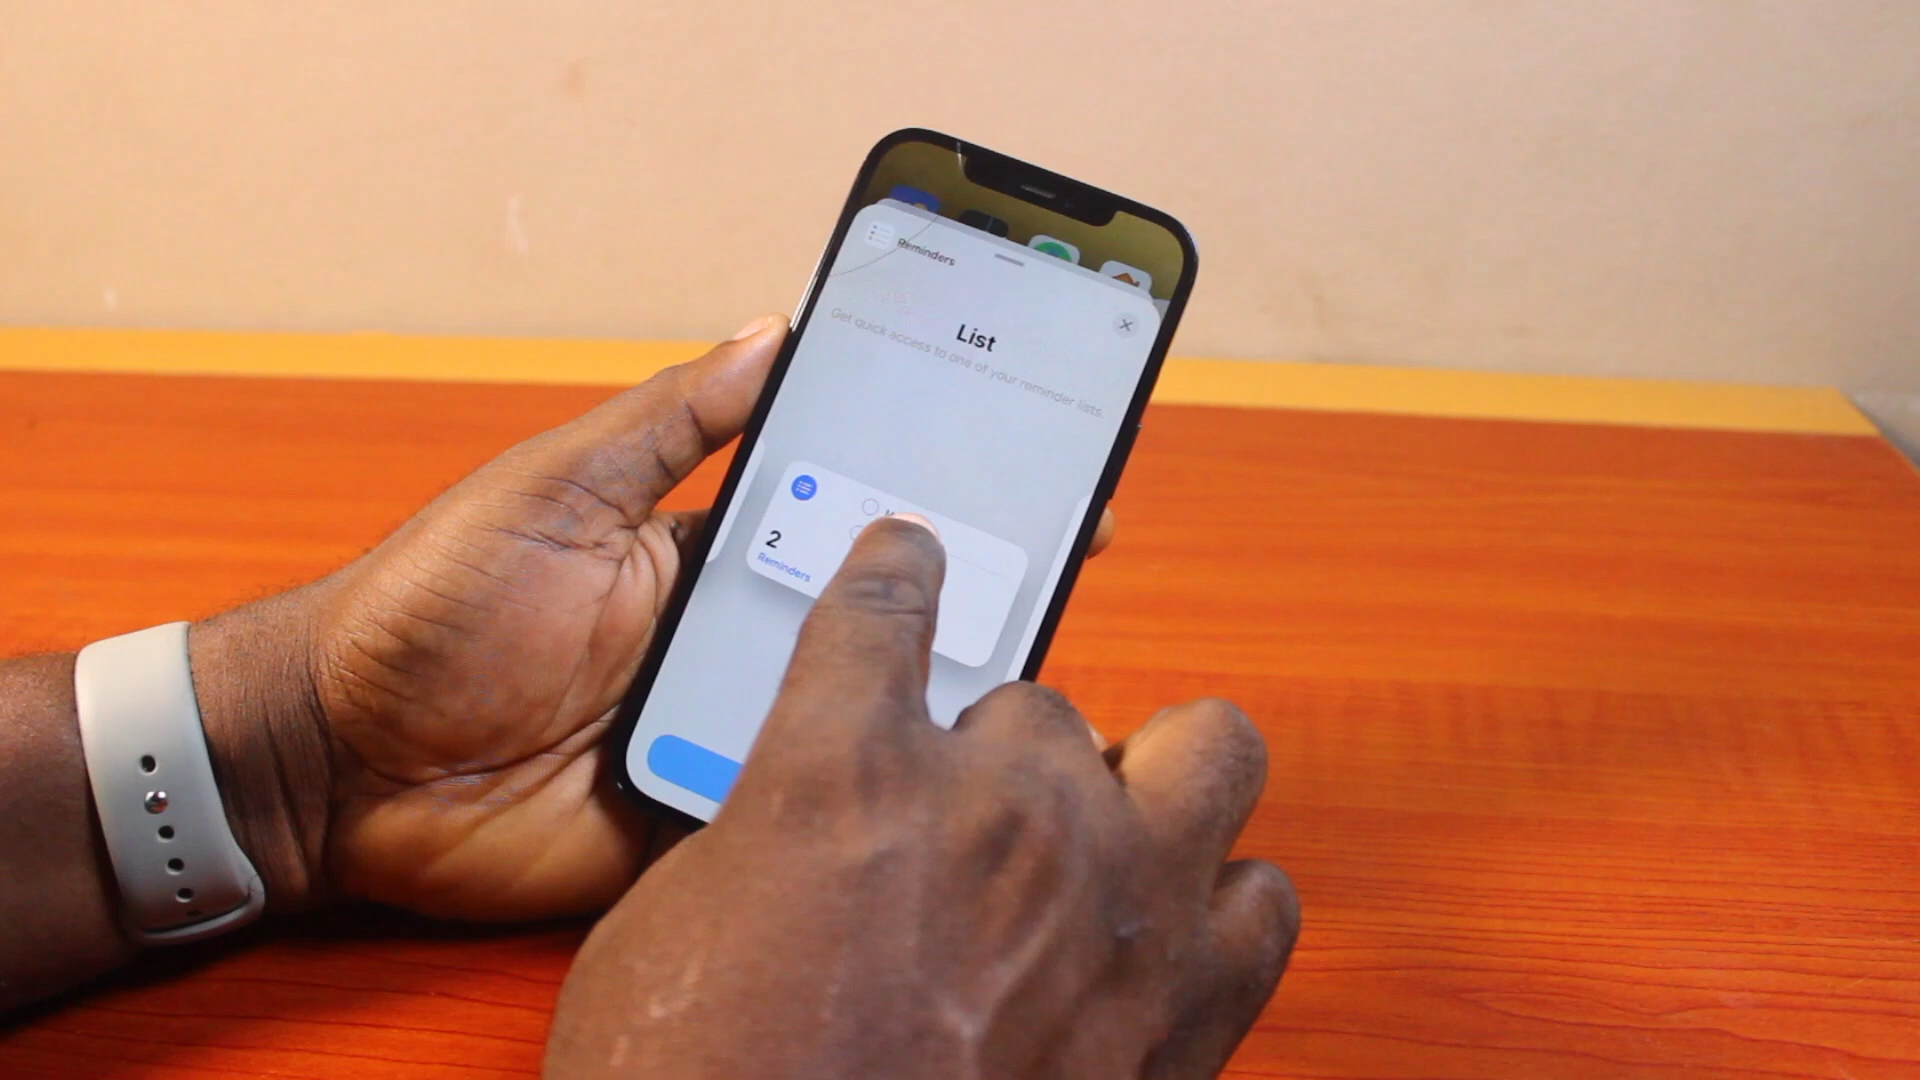 Reminders
List
Get quick access to one of your reminder lists.
2
Reminders